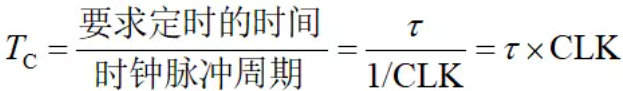 T_C = 要求定时的时间 / 时钟脉冲周期 = τ / 1/CLK = τ × CLK